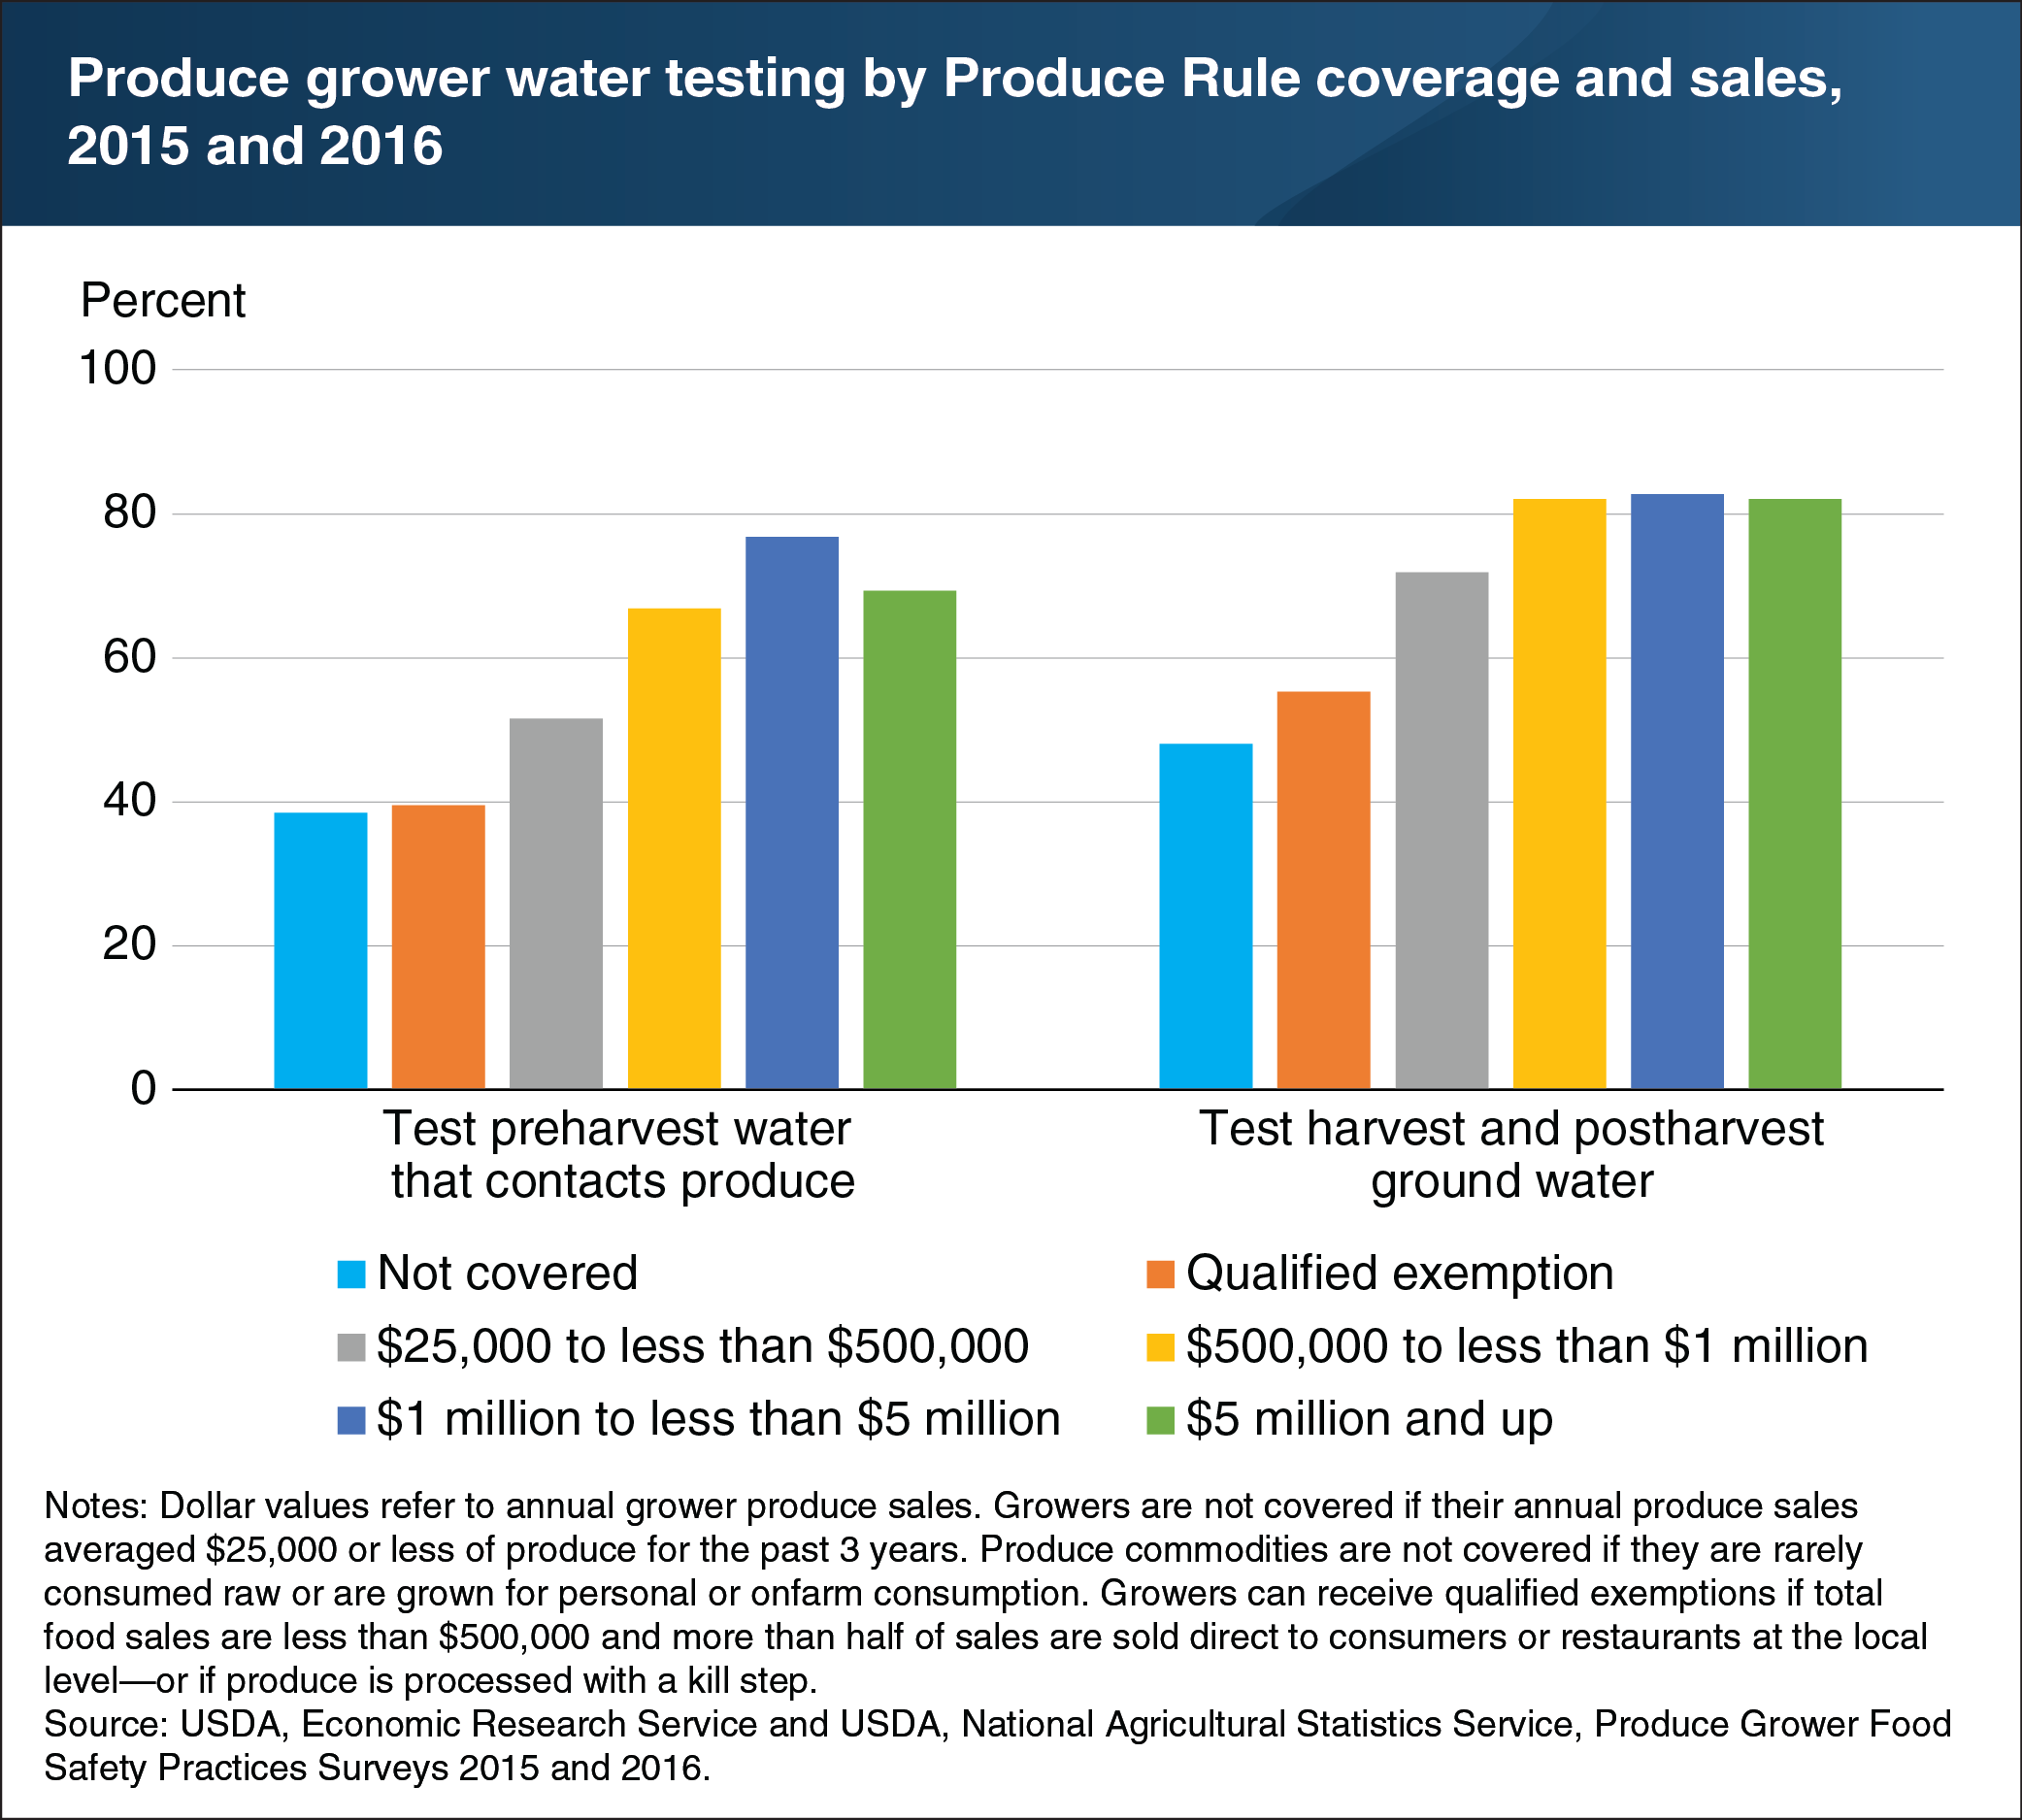 Produce grower water testing by Produce Rule coverage and sales,
2015 and 2016
Percent
100
80
60
40
20
0
Test preharvest water
that contacts produce
Test harvest and postharvest
ground water
Not covered
Qualified exemption
$25,000 to less than $500,000
$500,000 to less than $1 million
$1 million to less than $5 million
$5 million and up
Notes: Dollar values refer to annual grower produce sales. Growers are not covered if their annual produce sales
averaged $25,000 or less of produce for the past 3 years. Produce commodities are not covered if they are rarely
consumed raw or are grown for personal or onfarm consumption. Growers can receive qualified exemptions if total
food sales are less than $500,000 and more than half of sales are sold direct to consumers or restaurants at the local
level—or if produce is processed with a kill step.
Source: USDA, Economic Research Service and USDA, National Agricultural Statistics Service, Produce Grower Food
Safety Practices Surveys 2015 and 2016.